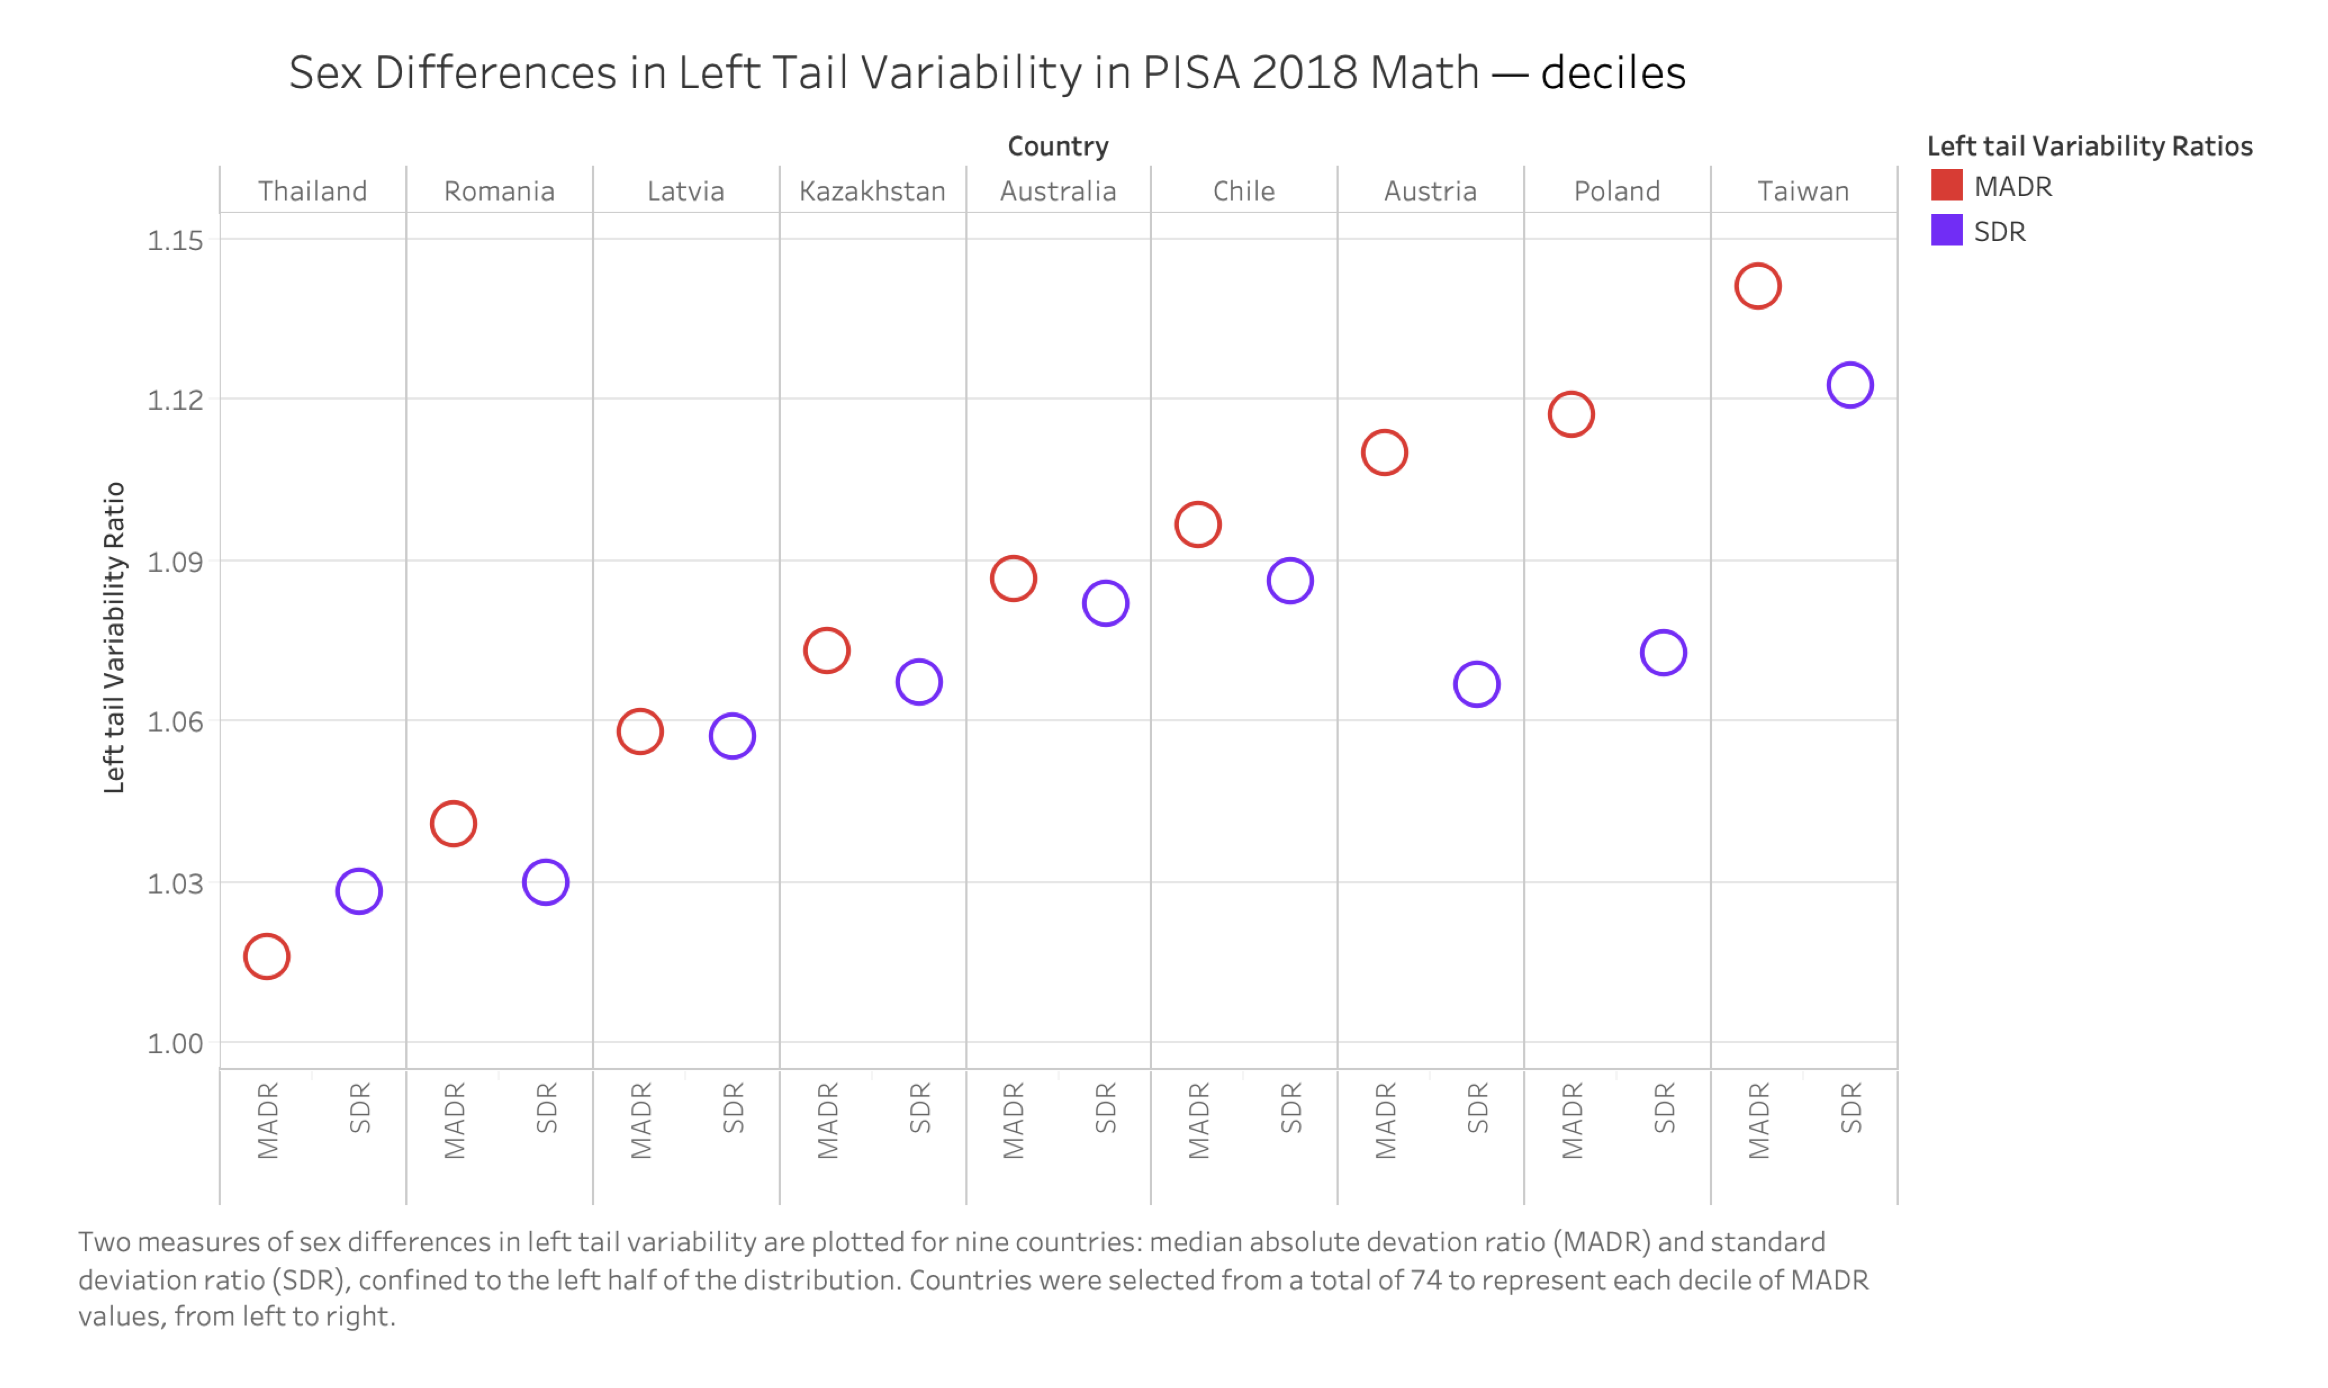 Sex Differences in Left Tail Variability in PISA 2018 Math — deciles
Country
Left tail Variability Ratios
Thailand Romania Latvia Kazakhstan Australia Chile Austria Poland Taiwan
MADR
SDR
1.15
1.12
1.09
1.06
1.03
1.00
Left tail Variability Ratio
MADR SDR MADR SDR MADR SDR MADR SDR MADR SDR MADR SDR MADR SDR MADR SDR MADR SDR
Two measures of sex differences in left tail variability are plotted for nine countries: median absolute devation ratio (MADR) and standard
deviation ratio (SDR), confined to the left half of the distribution. Countries were selected from a total of 74 to represent each decile of MADR
values, from left to right.